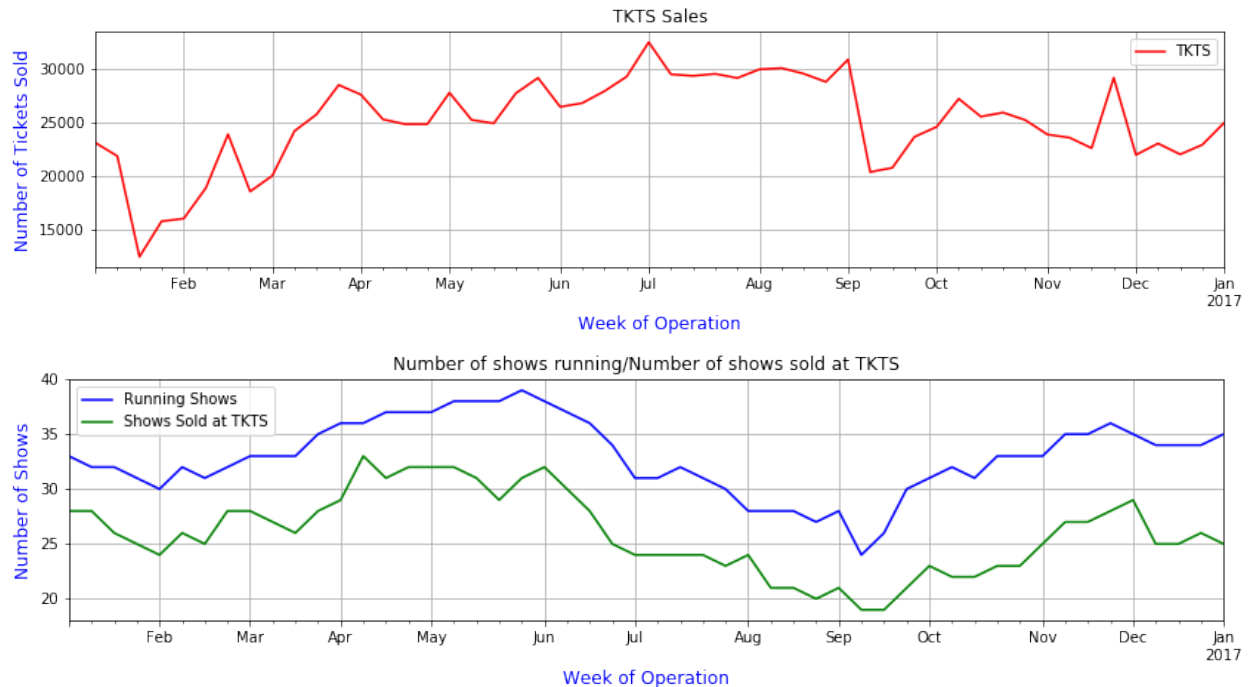 TKTS Sales
Number of Tickets Sold
30000
25000
20000
15000
TKTS
Feb Mar Apr May Jun Jul Aug Sep Oct Nov Dec Jan
2017
Week of Operation
Number of shows running/Number of shows sold at TKTS
Number of Shows
40
35
30
25
20
Running Shows
Shows Sold at TKTS
Feb Mar Apr May Jun Jul Aug Sep Oct Nov Dec Jan
2017
Week of Operation